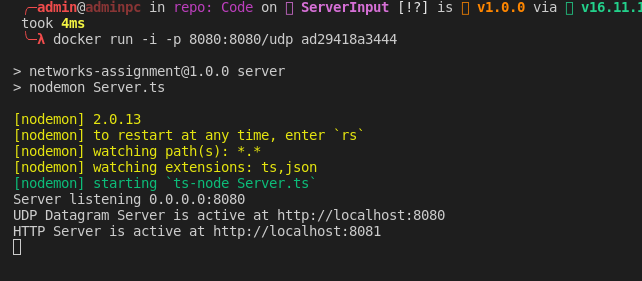 admin@adminpc in repo: Code on ServerInput [!?] is v1.0.0 via v16.11.1
took 4ms
λ docker run -i -p 8080:8080/udp ad29418a3444
> networks-assignment@1.0.0 server
> nodemon Server.ts
[nodemon] 2.0.13
[nodemon] to restart at any time, enter `rs`
[nodemon] watching path(s): *.*
[nodemon] watching extensions: ts,json
[nodemon] starting `ts-node Server.ts`
Server listening 0.0.0.0:8080
UDP Datagram Server is active at http://localhost:8080
HTTP Server is active at http://localhost:8081